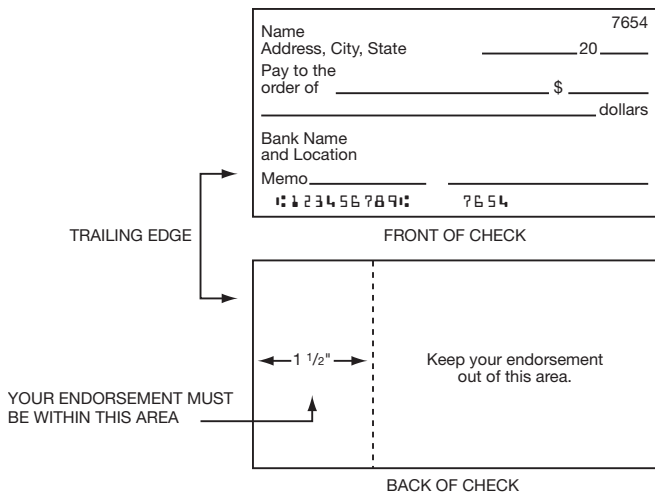 7654
Name
Address, City, State 20
Pay to the
order of $
dollars
Bank Name
and Location
Memo
⑆123456789⑆ 7654
TRAILING EDGE
FRONT OF CHECK
1 1/2"
Keep your endorsement
out of this area.
YOUR ENDORSEMENT MUST
BE WITHIN THIS AREA
BACK OF CHECK